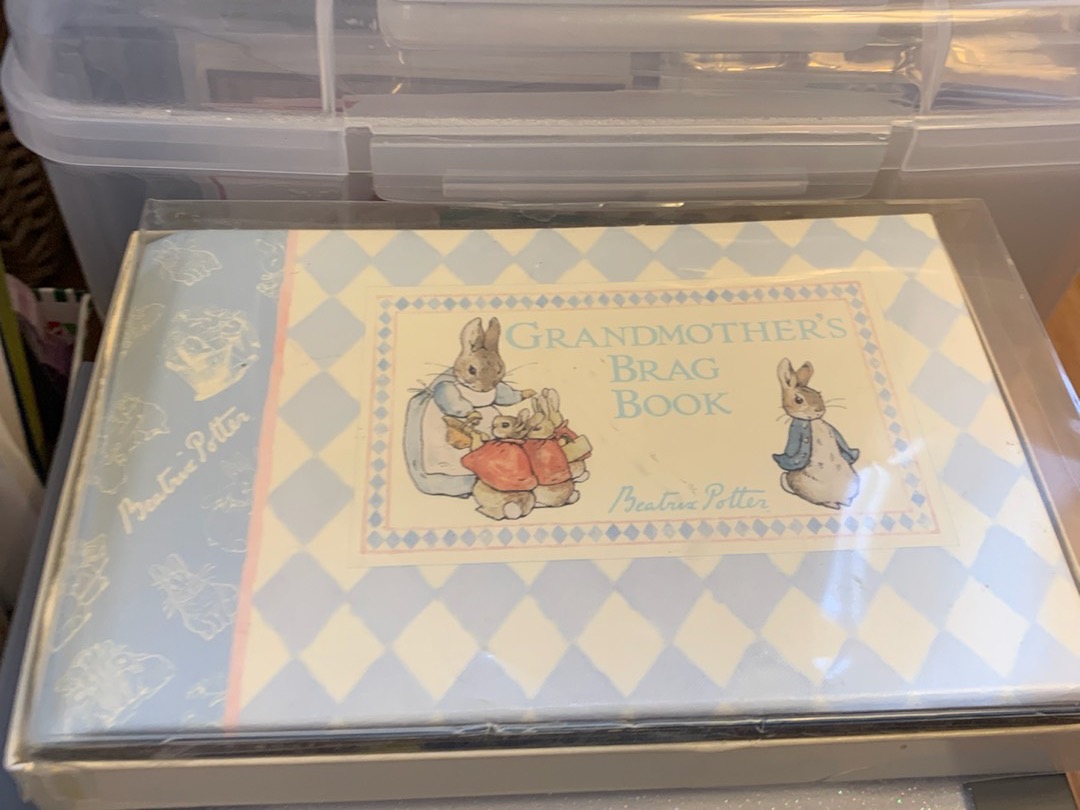 GRANDMOTHER'S
BRAG
BOOK
Beatrix Potter
Beatrix Potter